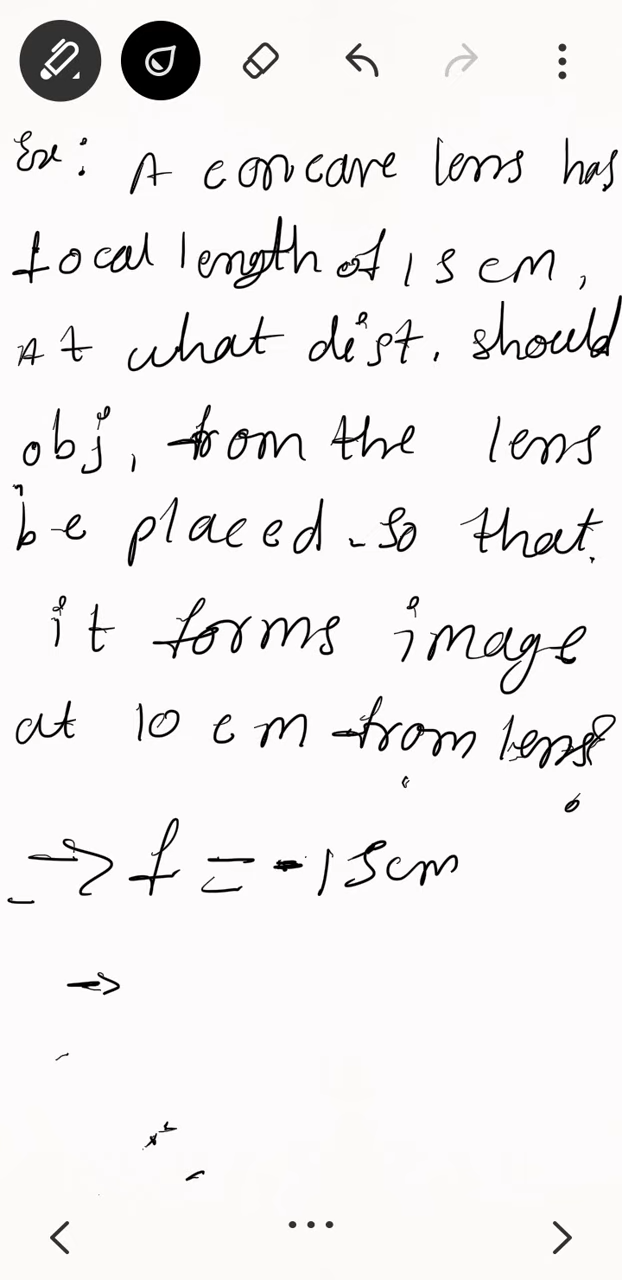 Ex: A concave lens has
focal length of 15 cm,
At what dist. should
obj, from the lens
be placed so that
it forms image
at 10 cm from lens?
→ f = -15cm
→